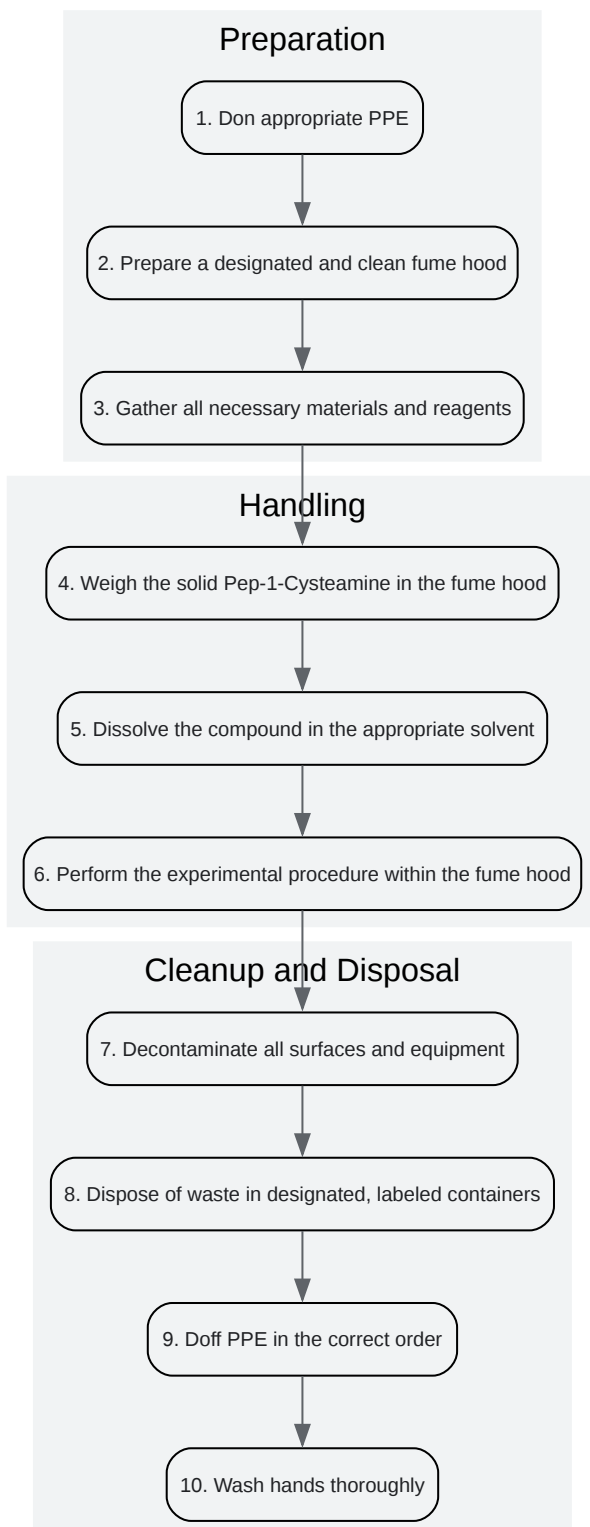 Preparation
1. Don appropriate PPE
2. Prepare a designated and clean fume hood
3. Gather all necessary materials and reagents
Handling
4. Weigh the solid Pep-1-Cysteamine in the fume hood
5. Dissolve the compound in the appropriate solvent
6. Perform the experimental procedure within the fume hood
Cleanup and Disposal
7. Decontaminate all surfaces and equipment
8. Dispose of waste in designated, labeled containers
9. Doff PPE in the correct order
10. Wash hands thoroughly